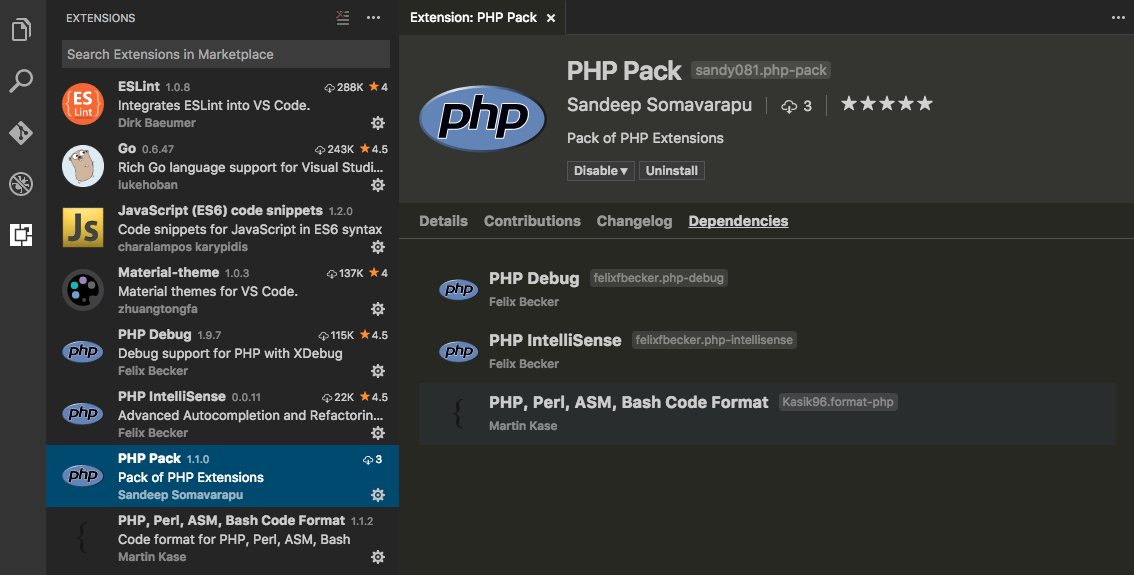 EXTENSIONS
Search Extensions in Marketplace
ES
Lint
ESLint 1.0.8 288K 4
Integrates ESLint into VS Code.
Dirk Baeumer
Go 0.6.47 243K 4.5
Rich Go language support for Visual Studi...
lukehoban
JS
JavaScript (ES6) code snippets 1.2.0
Code snippets for JavaScript in ES6 syntax
charalampos karypidis
Material-theme 1.0.3 137K 4
Material themes for VS Code.
zhuangtongfa
php
PHP Debug 1.9.7 115K 4.5
Debug support for PHP with XDebug
Felix Becker
php
PHP IntelliSense 0.0.11 22K 4.5
Advanced Autocompletion and Refactorin...
Felix Becker
php
PHP Pack 1.1.0 3
Pack of PHP Extensions
Sandeep Somavarapu
{
PHP, Perl, ASM, Bash Code Format 1.1.2
Code format for PHP, Perl, ASM, Bash
Martin Kase
Extension: PHP Pack
php
PHP Pack sandy081.php-pack
Sandeep Somavarapu 3
Pack of PHP Extensions
Disable Uninstall
Details Contributions Changelog Dependencies
php
PHP Debug felixfbecker.php-debug
Felix Becker
php
PHP IntelliSense felixfbecker.php-intellisense
Felix Becker
{
PHP, Perl, ASM, Bash Code Format Kasik96.format-php
Martin Kase